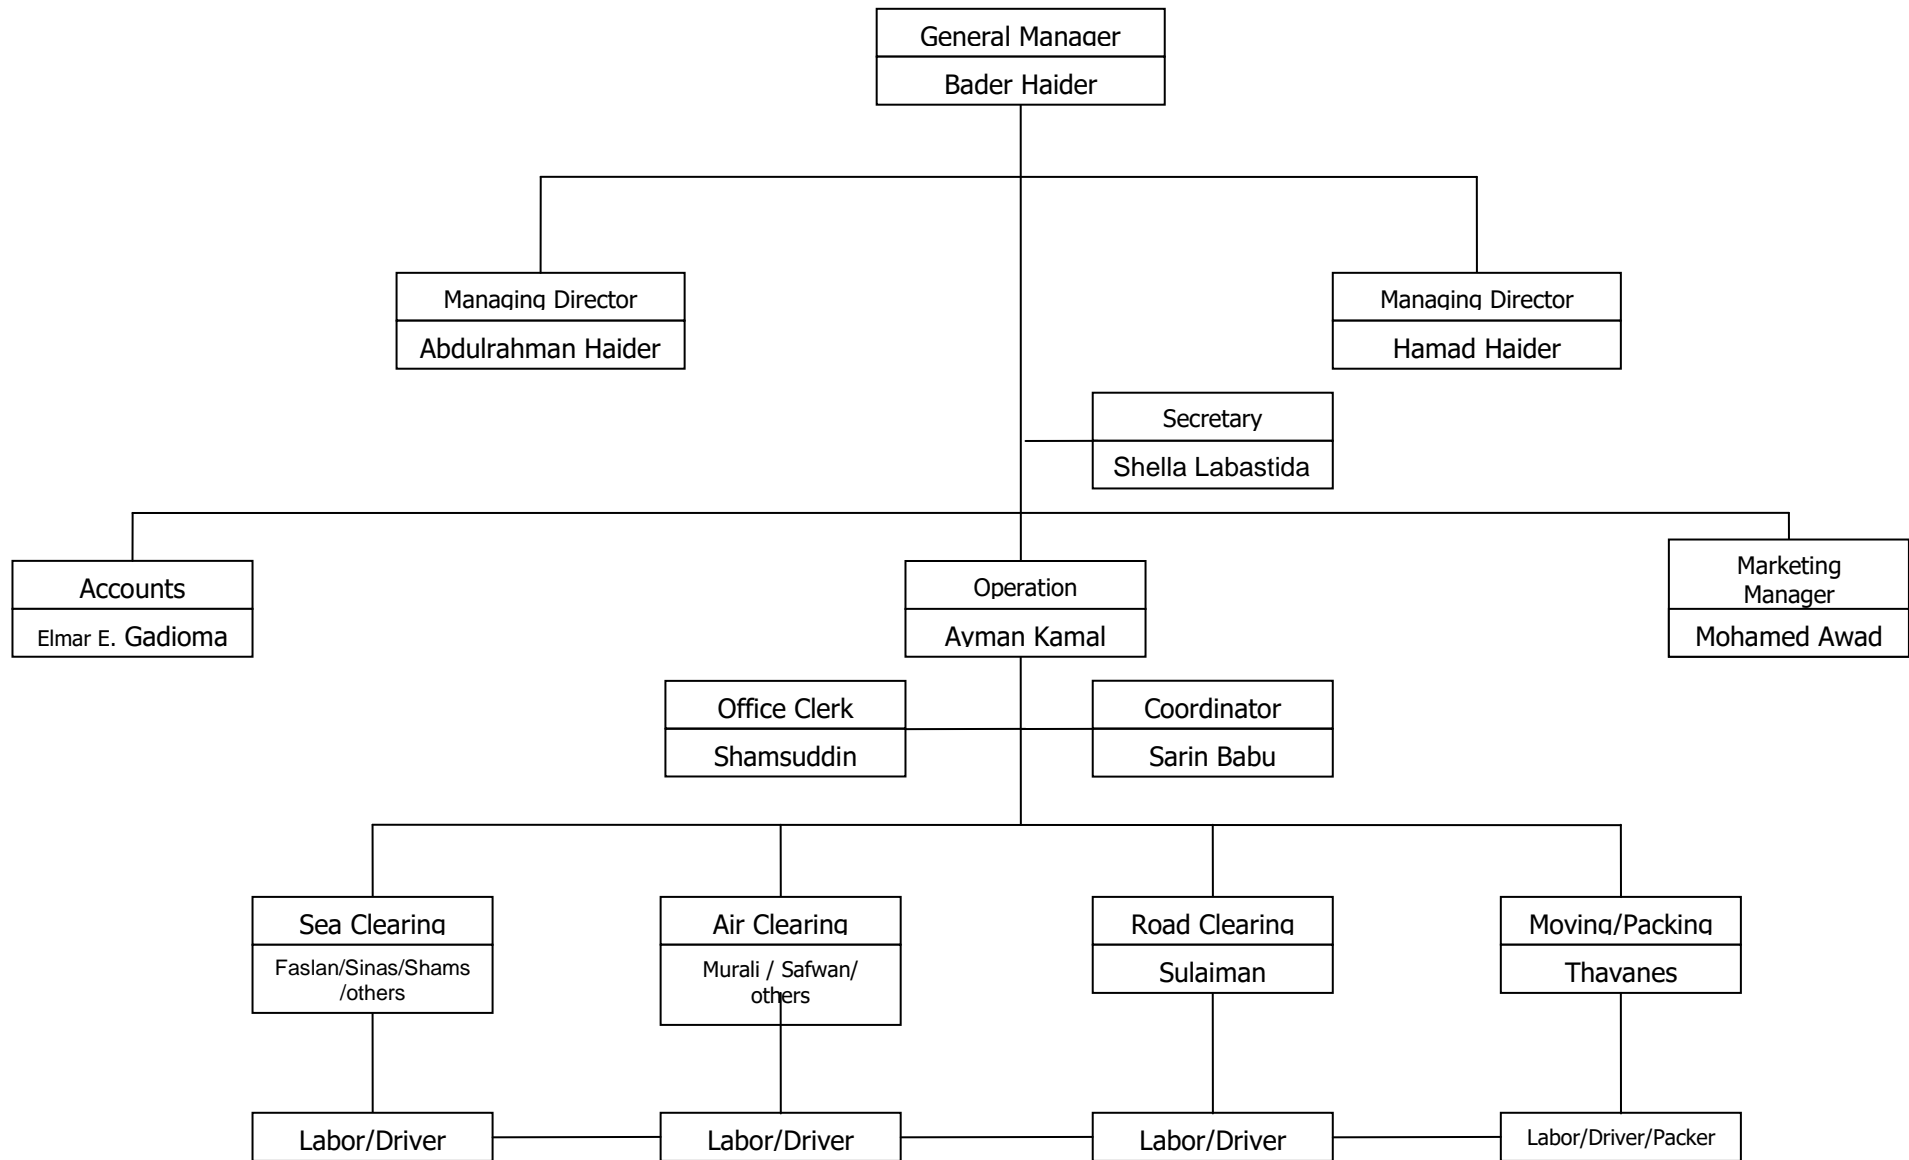 General Manager
Bader Haider
Managing Director
Abdulrahman Haider
Managing Director
Hamad Haider
Secretary
Shella Labastida
Accounts
Elmar E. Gadioma
Operation
Ayman Kamal
Marketing
Manager
Mohamed Awad
Office Clerk
Shamsuddin
Coordinator
Sarin Babu
Sea Clearing
Faslan/Sinas/Shams
/others
Air Clearing
Murali / Safwan/
others
Road Clearing
Sulaiman
Moving/Packing
Thavanes
Labor/Driver
Labor/Driver
Labor/Driver
Labor/Driver/Packer